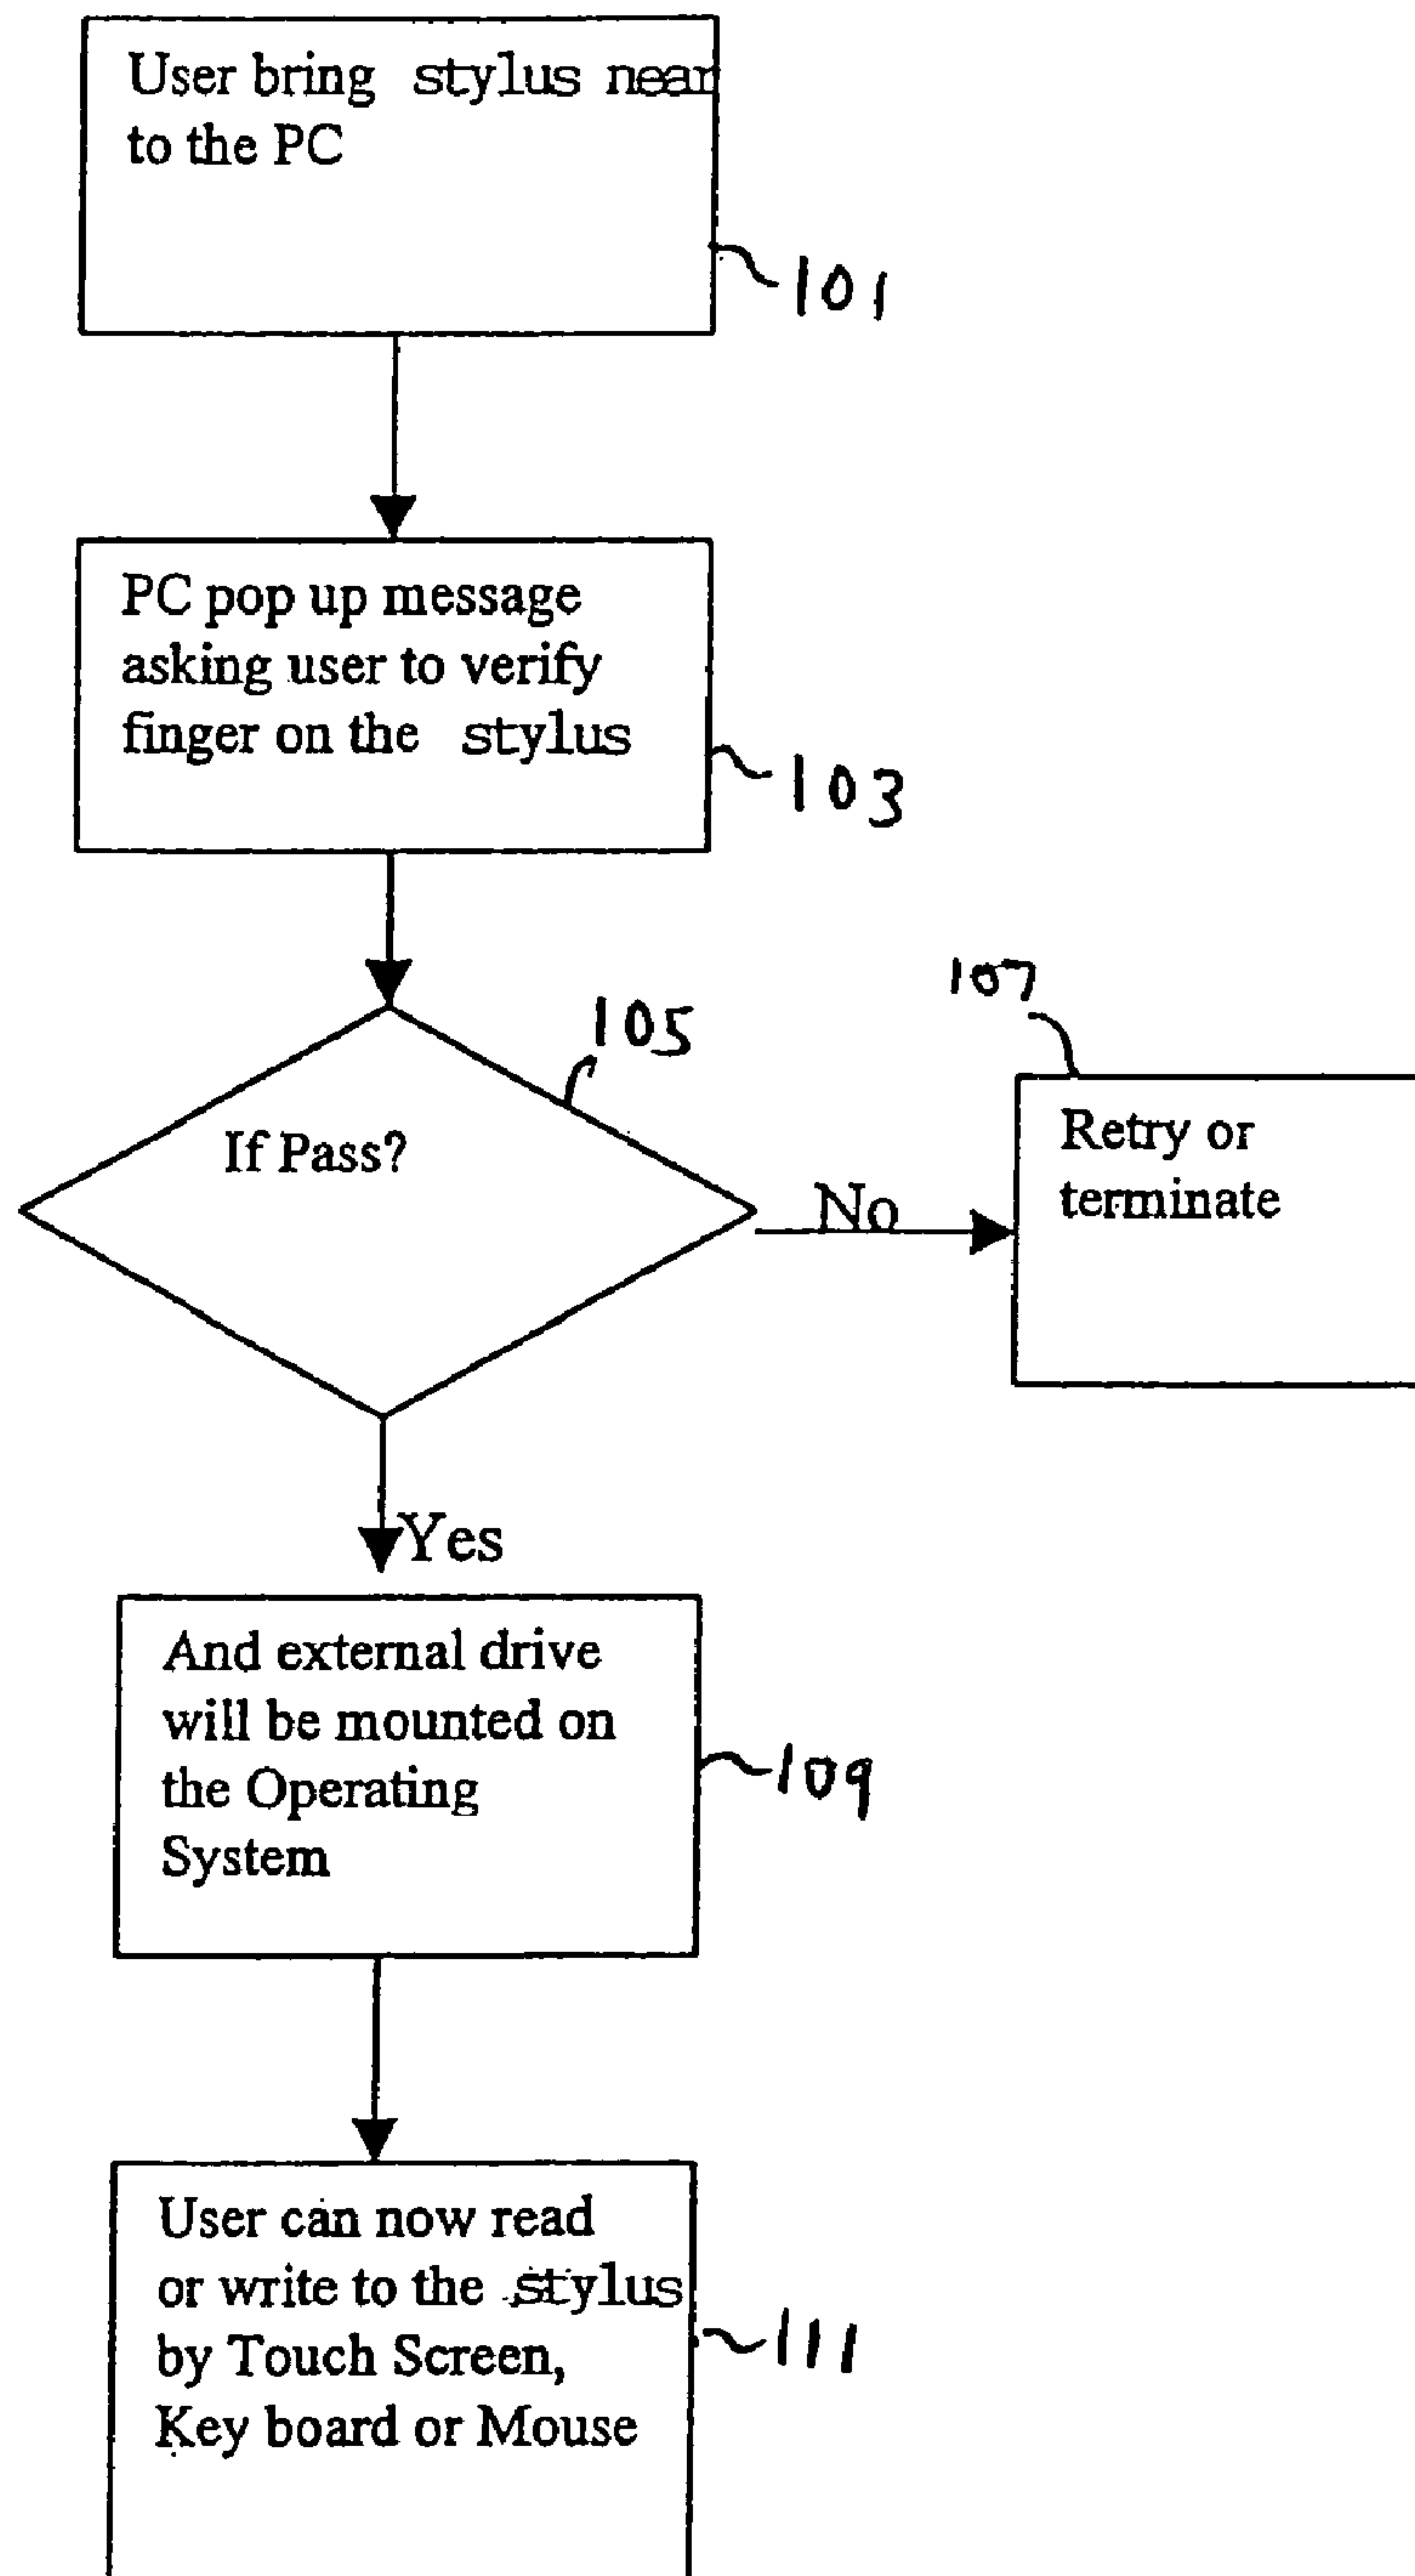 User bring stylus near
to the PC
101
PC pop up message
asking user to verify
finger on the stylus
103
105
107
If Pass?
Retry or
terminate
No
Yes
And external drive
will be mounted on
the Operating
System
109
User can now read
or write to the stylus
by Touch Screen,
Key board or Mouse
111